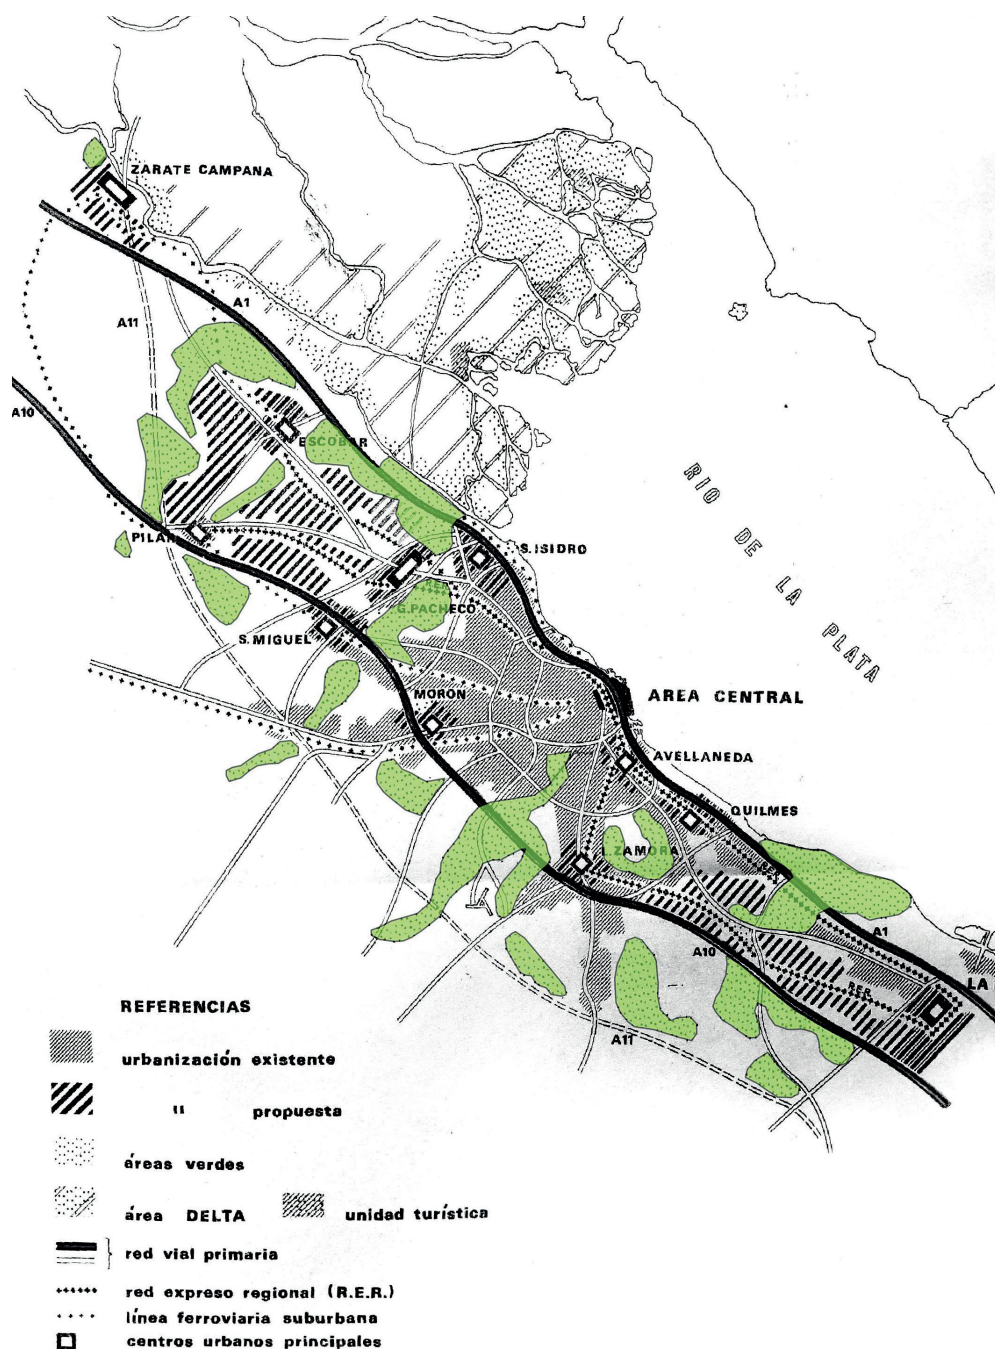 ZARATE CAMPANA
A1
A11
A10
ESCOBAR
PILAR
S. ISIDRO
RER
G. PACHECO
S. MIGUEL
MORON
RIO DE LA PLATA
AREA CENTRAL
AVELLANEDA
QUILMES
L. ZAMORA
A1
A10
RER
LA
A11
REFERENCIAS
urbanización existente
" propuesta
áreas verdes
área DELTA
unidad turística
red vial primaria
red expreso regional (R.E.R.)
línea ferroviaria suburbana
centros urbanos principales